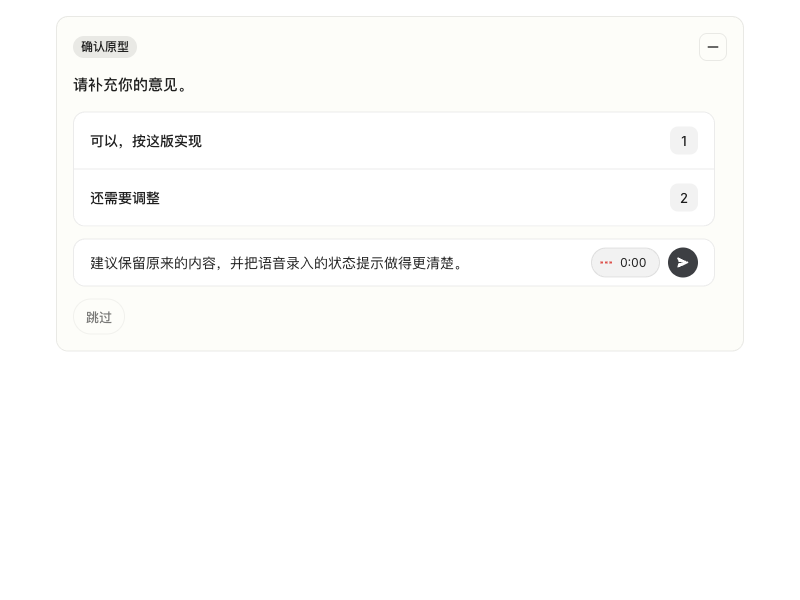 确认原型
请补充你的意见。
可以，按这版实现 1
还需要调整 2
建议保留原来的内容，并把语音录入的状态提示做得更清楚。 0:00
跳过